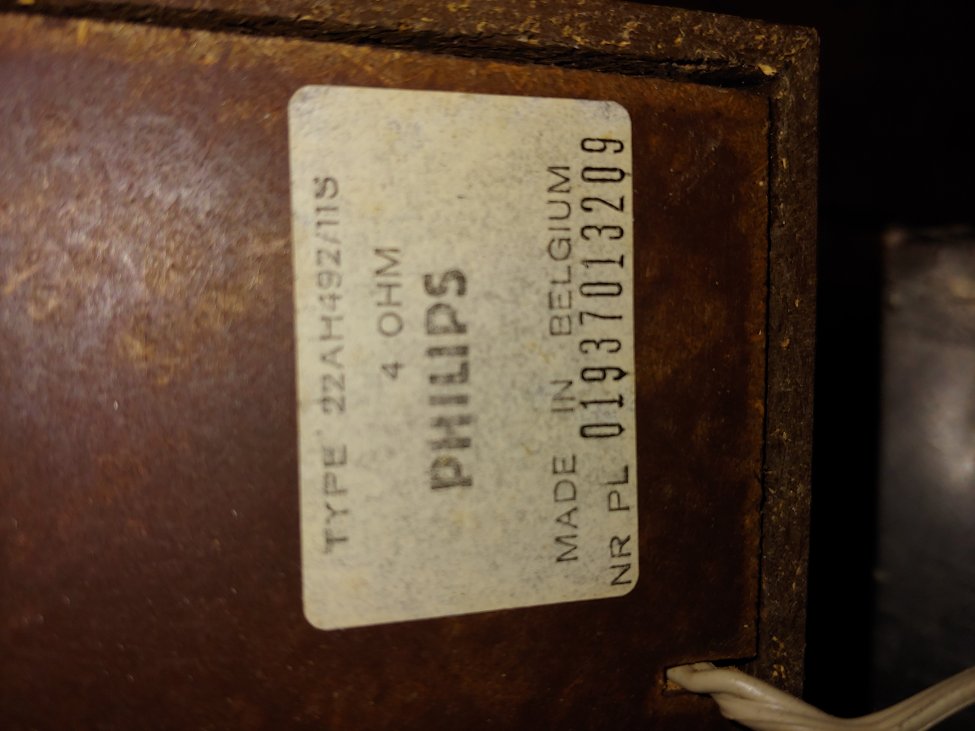 TYPE 22AH492/11S
4 OHM
PHILIPS
MADE IN BELGIUM
NR PL 01937013209